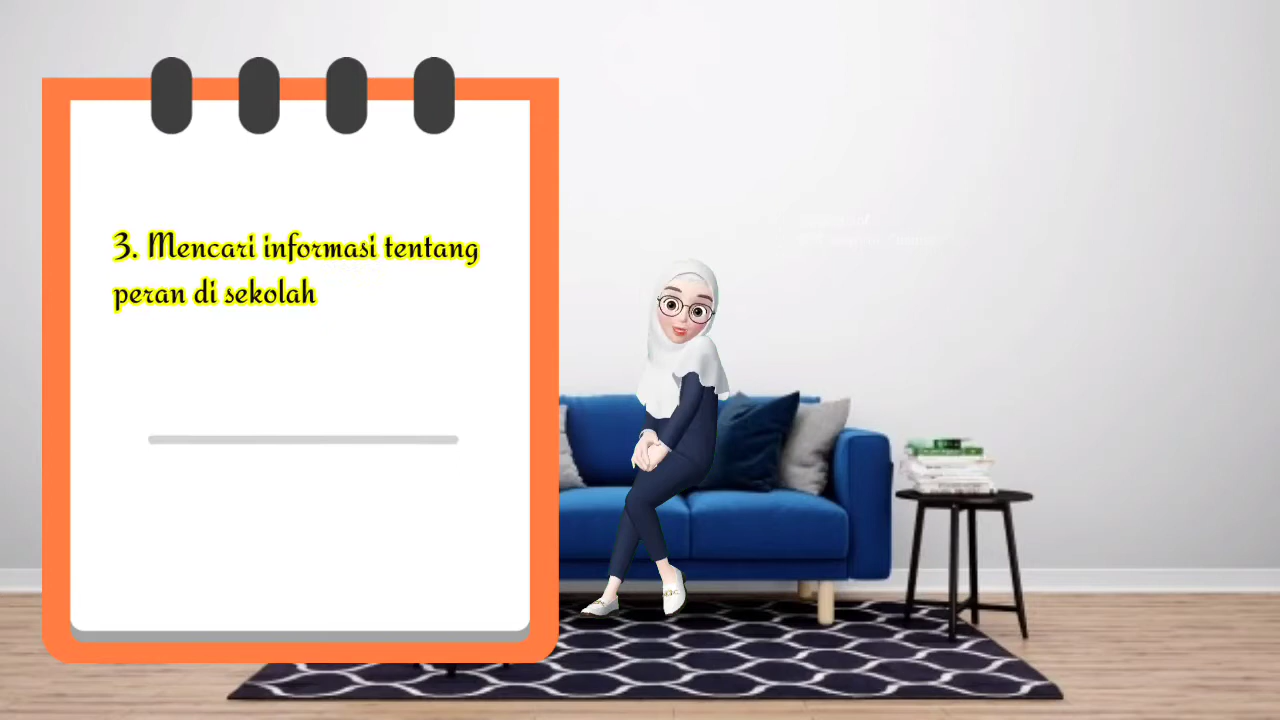 3. Mencari informasi tentang
peran di sekolah